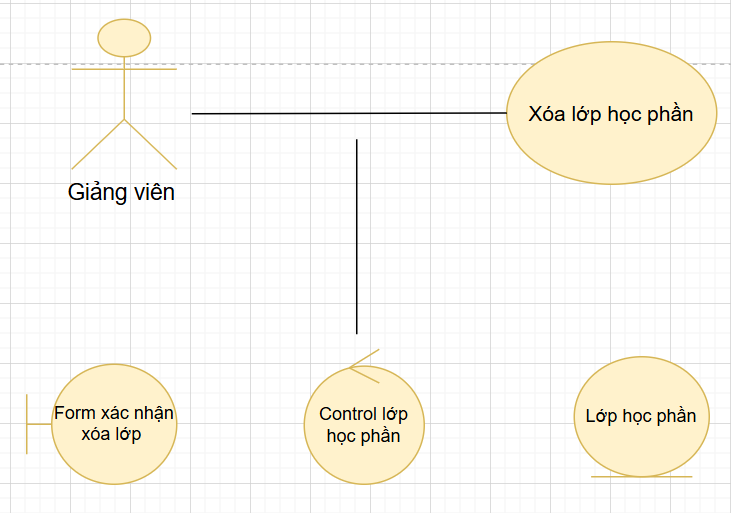 Xóa lớp học phần
Giảng viên
Form xác nhận
xóa lớp
Control lớp
học phần
Lớp học phần